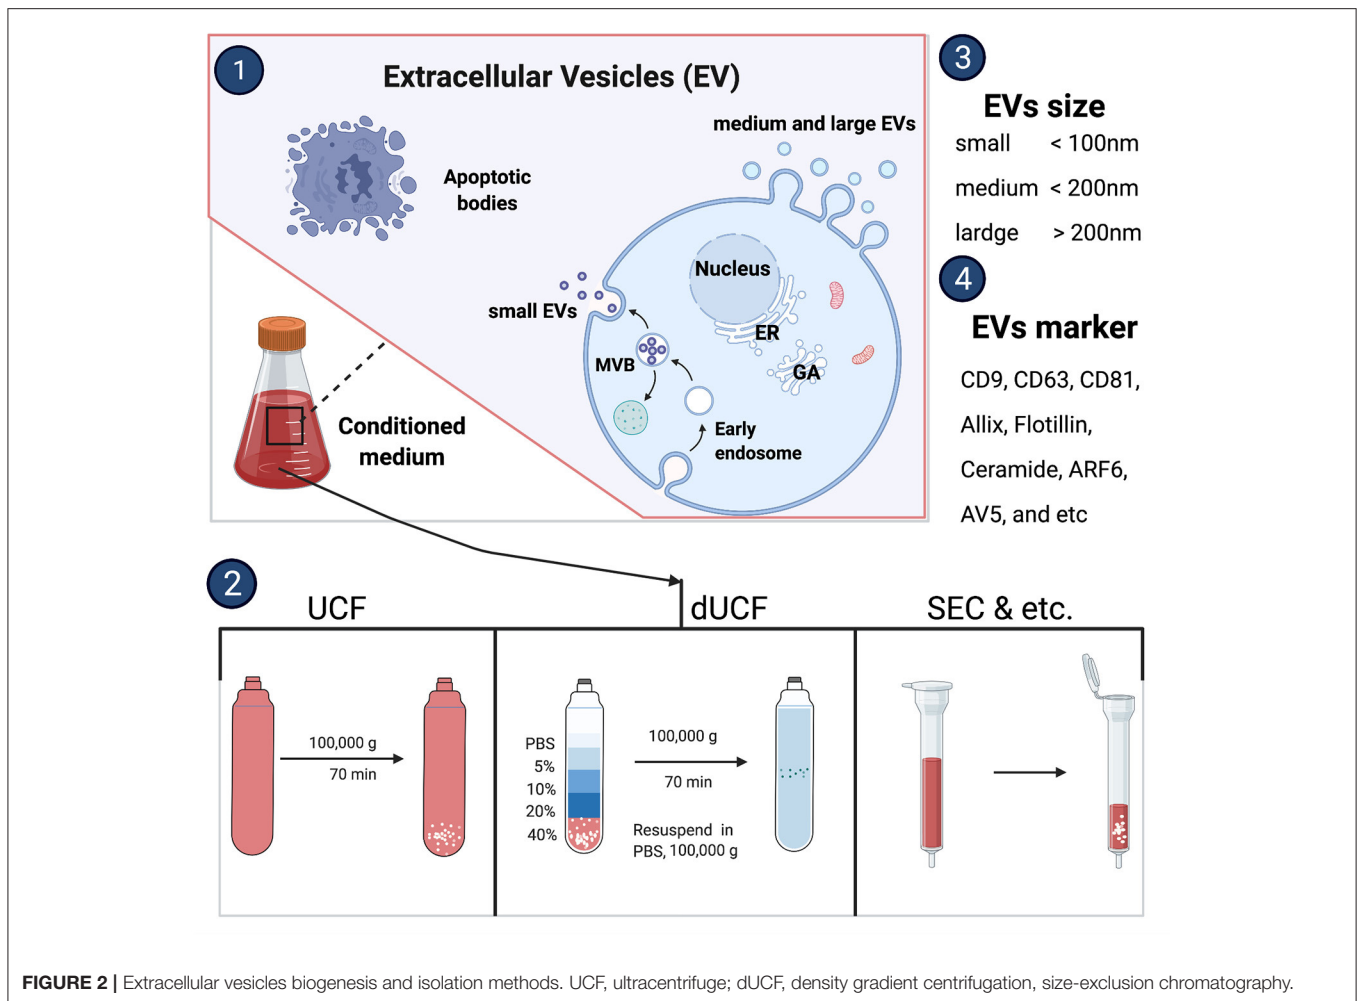 1
Extracellular Vesicles (EV)
medium and large EVs
Apoptotic
bodies
Nucleus
small EVs
ER
MVB
GA
Early
endosome
Conditioned
medium
3
EVs size
small < 100nm
medium < 200nm
lardge > 200nm
4
EVs marker
CD9, CD63, CD81,
Allix, Flotillin,
Ceramide, ARF6,
AV5, and etc
2
UCF
dUCF
SEC & etc.
100,000 g
70 min
PBS
5%
10%
20%
40%
100,000 g
70 min
Resuspend in
PBS, 100,000 g
FIGURE 2 | Extracellular vesicles biogenesis and isolation methods. UCF, ultracentrifuge; dUCF, density gradient centrifugation, size-exclusion chromatography.